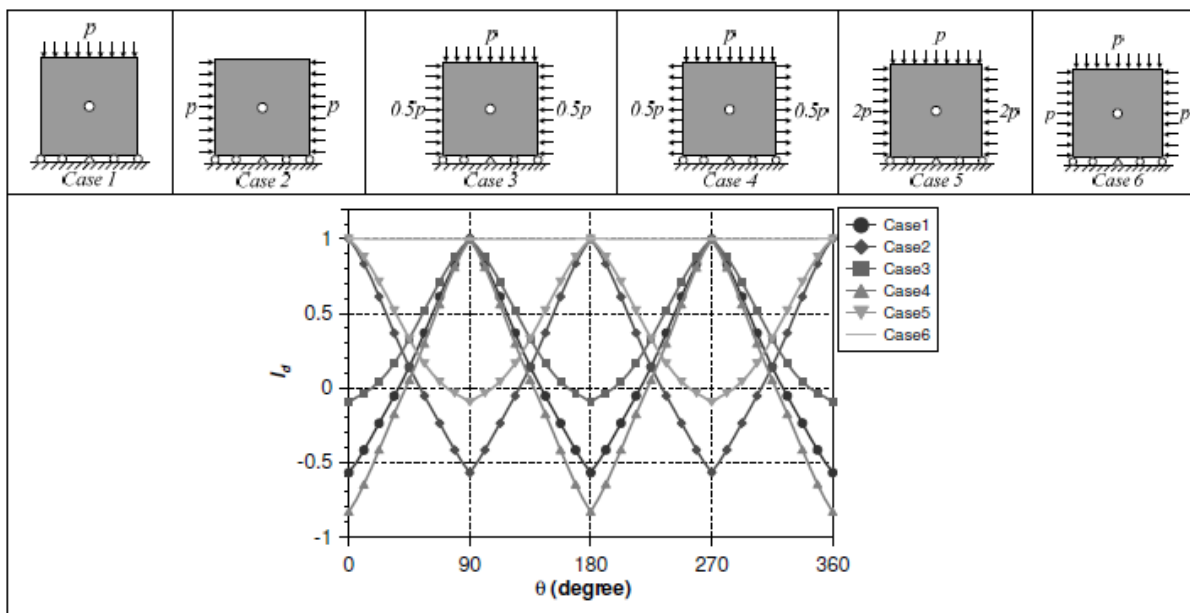 p
Case 1
p p
Case 2
p
0.5p 0.5p
Case 3
p
0.5p 0.5p
Case 4
p
2p 2p
Case 5
p
p p
Case 6
1
0.5
0
-0.5
-1
I_d
0 90 180 270 360
θ (degree)
Case1
Case2
Case3
Case4
Case5
Case6